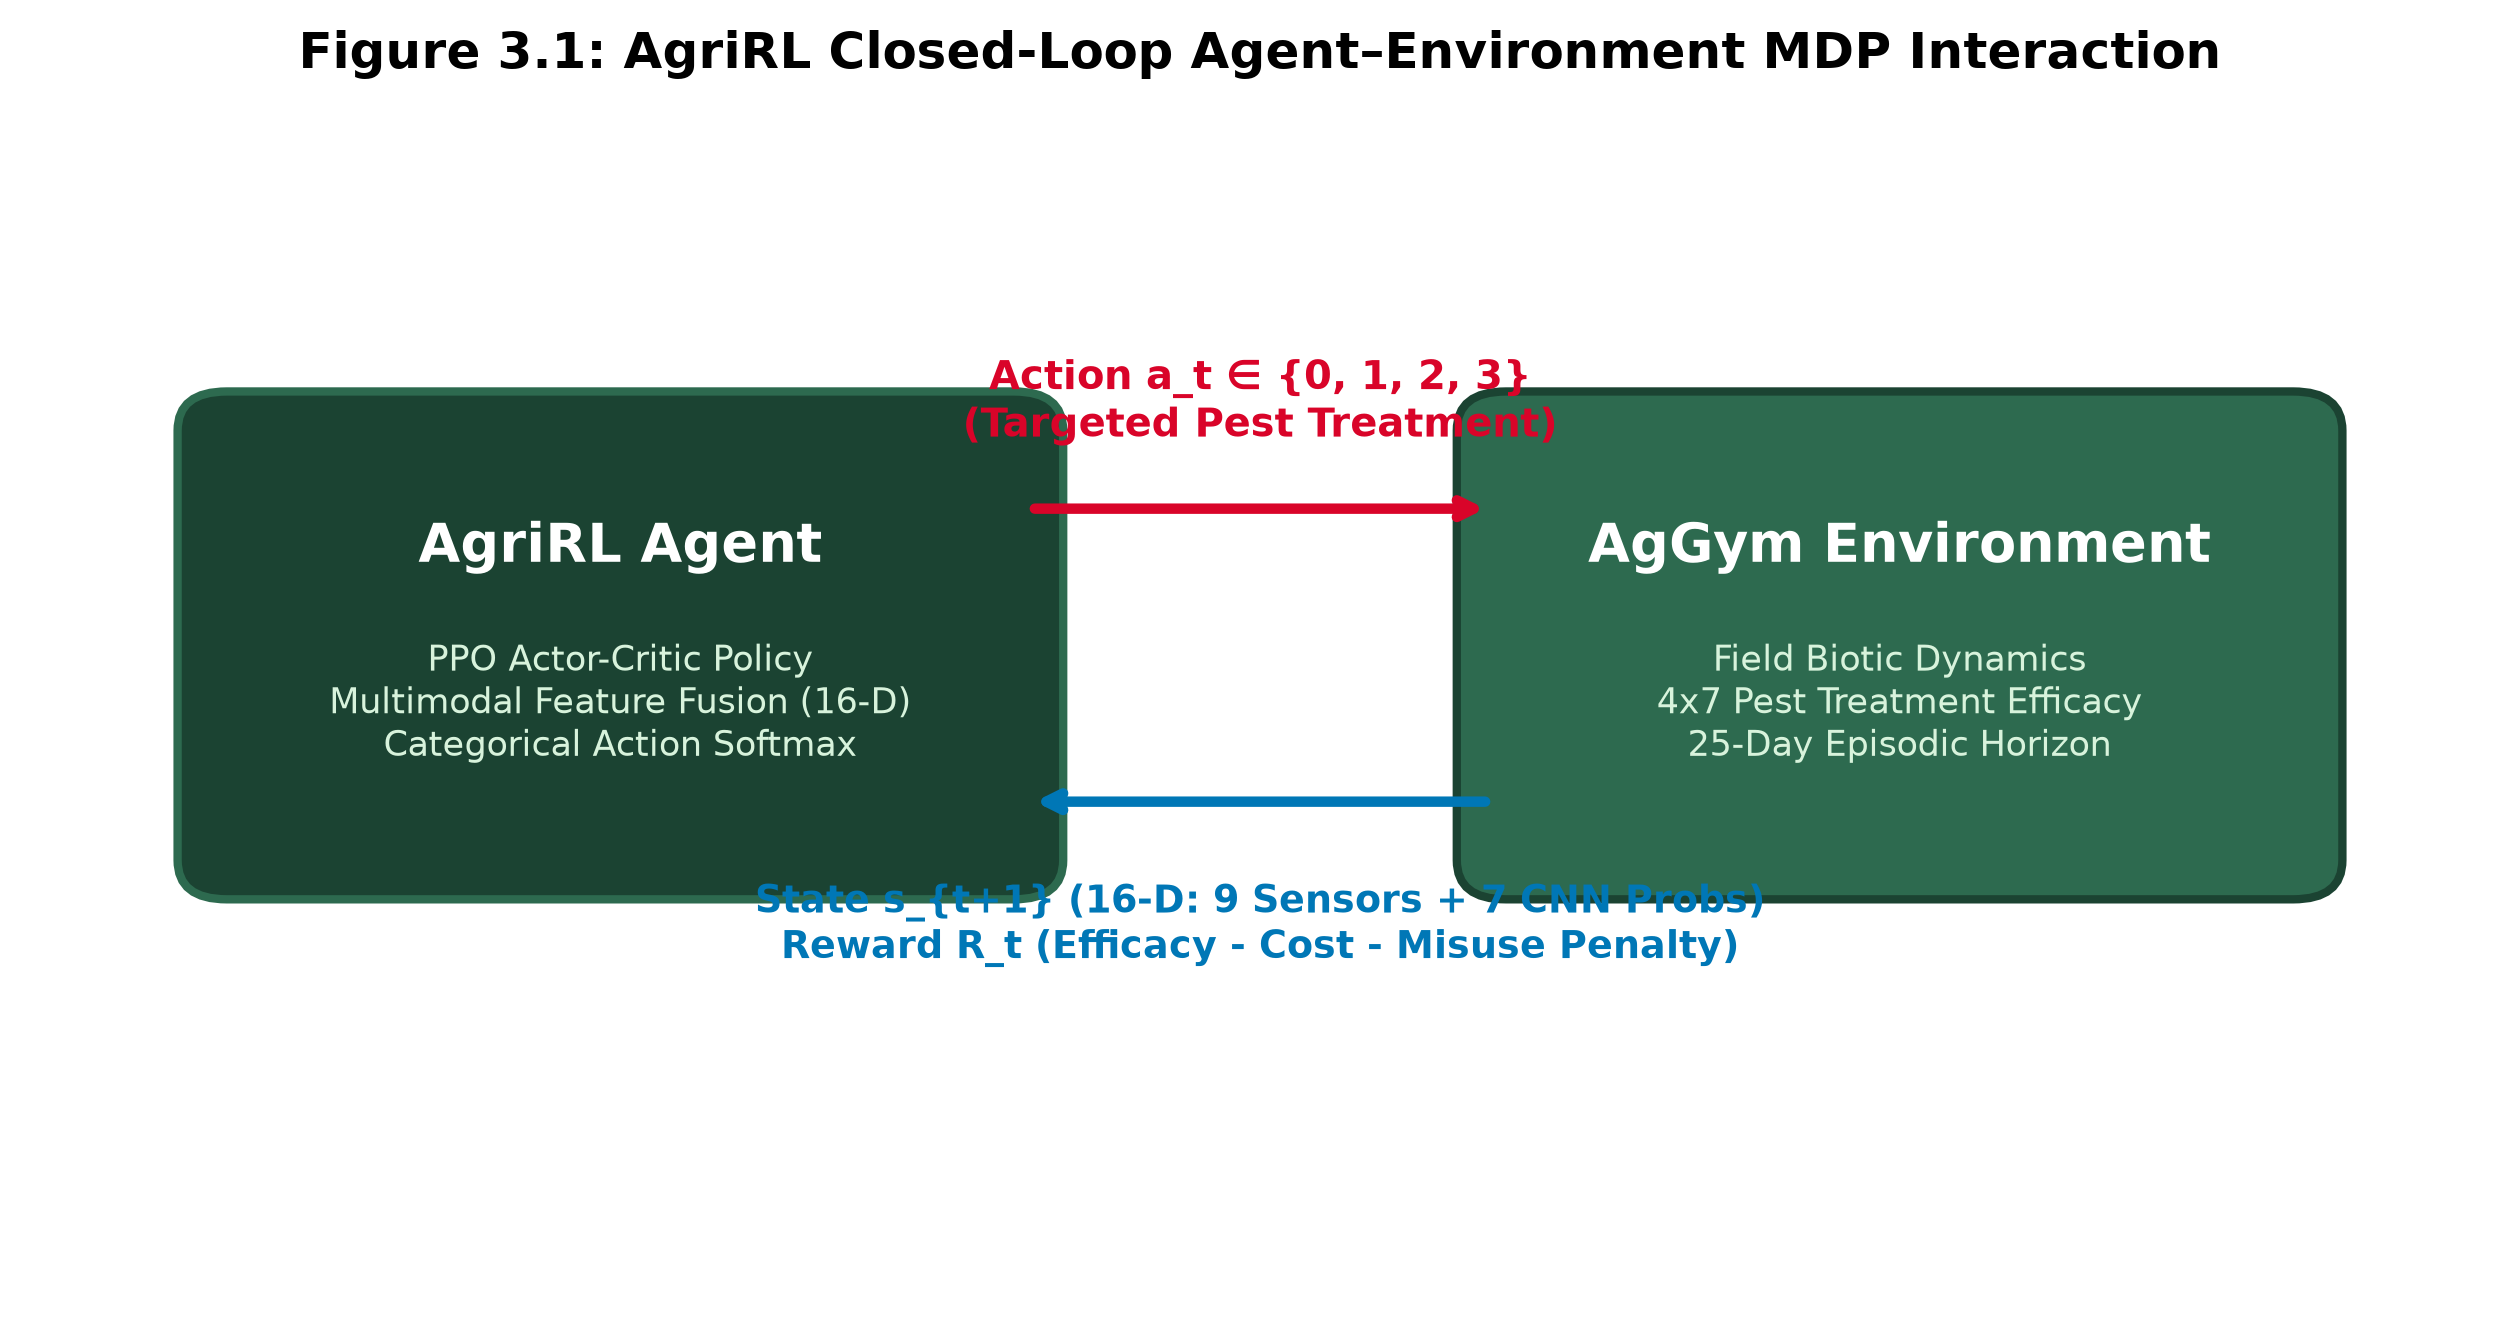 Figure 3.1: AgriRL Closed-Loop Agent–Environment MDP Interaction
Action a_t ∈ {0, 1, 2, 3}
(Targeted Pest Treatment)
AgriRL Agent
PPO Actor-Critic Policy
Multimodal Feature Fusion (16-D)
Categorical Action Softmax
AgGym Environment
Field Biotic Dynamics
4x7 Pest Treatment Efficacy
25-Day Episodic Horizon
State s_{t+1} (16-D: 9 Sensors + 7 CNN Probs)
Reward R_t (Efficacy - Cost - Misuse Penalty)